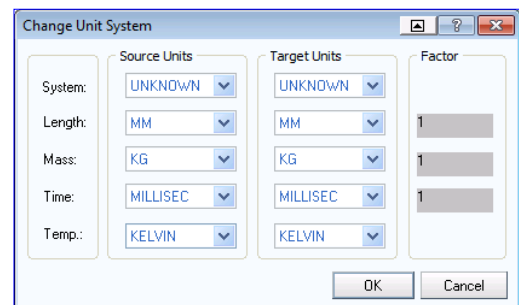 Change Unit System
Source Units Target Units Factor
System: UNKNOWN UNKNOWN
Length: MM MM 1
Mass: KG KG 1
Time: MILLISEC MILLISEC 1
Temp.: KELVIN KELVIN
OK Cancel